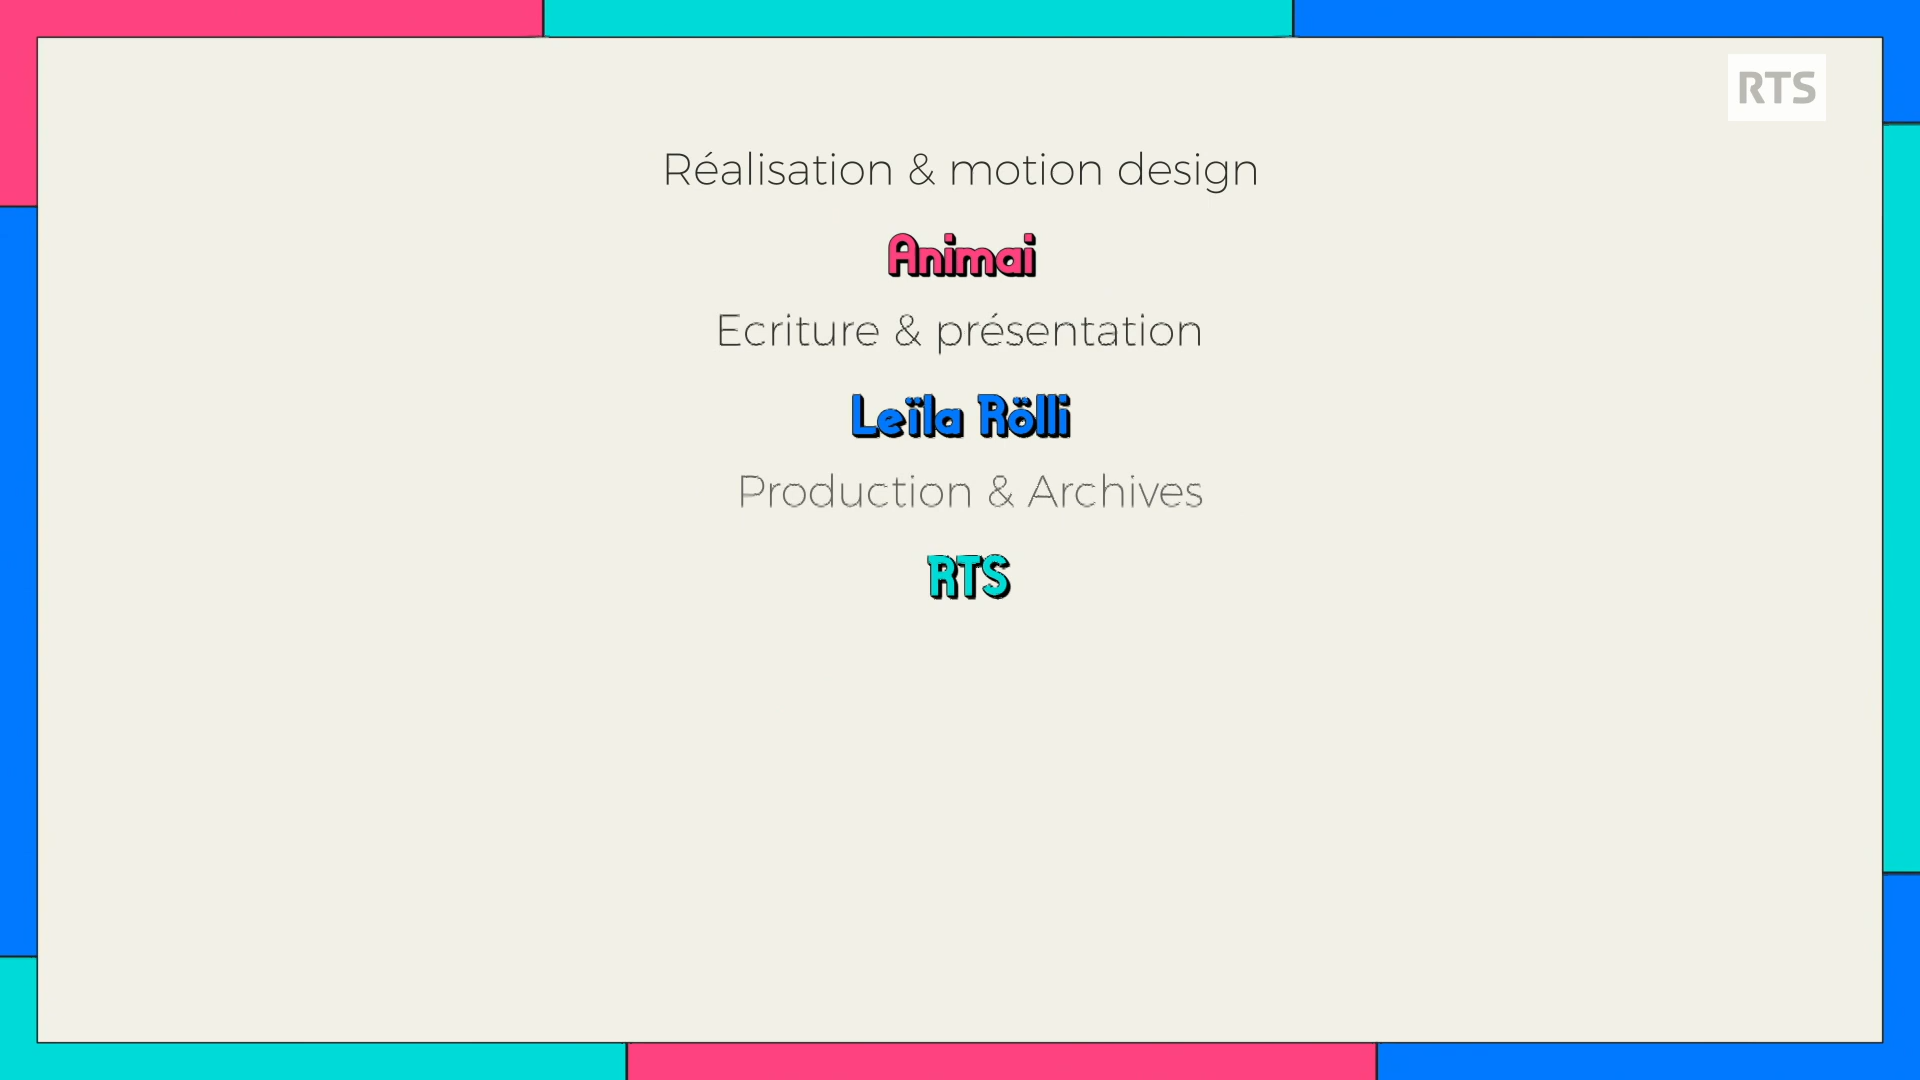 RTS
Réalisation & motion design
Animai
Ecriture & présentation
Leïla Rölli
Production & Archives
RTS